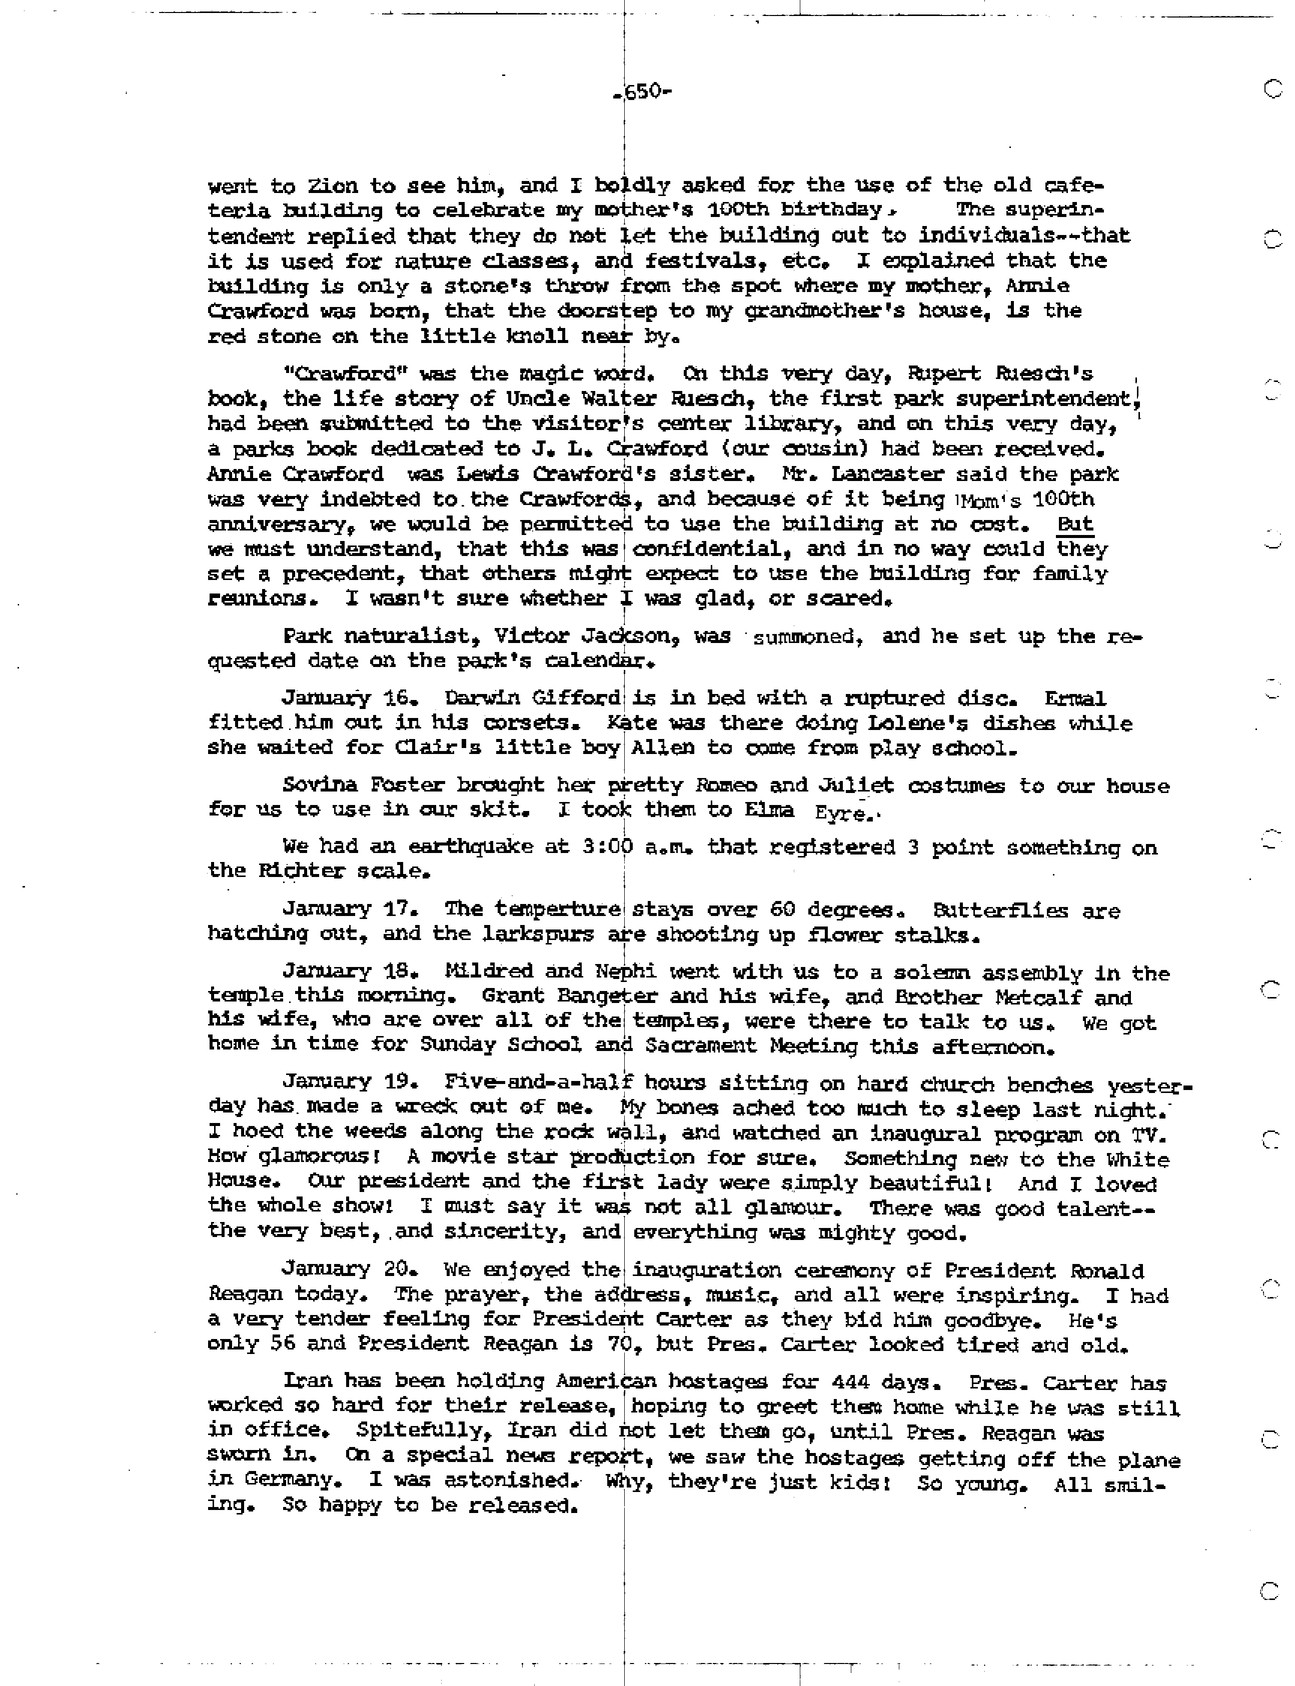 -650-
went to Zion to see him, and I boldly asked for the use of the old cafe-
teria building to celebrate my mother's 100th birthday. The superin-
tendent replied that they do not let the building out to individuals--that
it is used for nature classes, and festivals, etc. I explained that the
building is only a stone's throw from the spot where my mother, Annie
Crawford was born, that the doorstep to my grandmother's house, is the
red stone on the little knoll near by.
"Crawford" was the magic word. On this very day, Rupert Ruesch's
book, the life story of Uncle Walter Ruesch, the first park superintendent,
had been submitted to the visitor's center library, and on this very day,
a parks book dedicated to J. L. Crawford (our cousin) had been received.
Annie Crawford was Lewis Crawford's sister. Mr. Lancaster said the park
was very indebted to the Crawfords, and because of it being Mom's 100th
anniversary, we would be permitted to use the building at no cost. But
we must understand, that this was confidential, and in no way could they
set a precedent, that others might expect to use the building for family
reunions. I wasn't sure whether I was glad, or scared.
Park naturalist, Victor Jackson, was summoned, and he set up the re-
quested date on the park's calendar.
January 16. Darwin Gifford is in bed with a ruptured disc. Ermal
fitted him out in his corsets. Kate was there doing Lolene's dishes while
she waited for Clair's little boy Allen to come from play school.
Sovina Foster brought her pretty Romeo and Juliet costumes to our house
for us to use in our skit. I took them to Elma Eyre.
We had an earthquake at 3:00 a.m. that registered 3 point something on
the Richter scale.
January 17. The temperture stays over 60 degrees. Butterflies are
hatching out, and the larkspurs are shooting up flower stalks.
January 18. Mildred and Nephi went with us to a solemn assembly in the
temple this morning. Grant Bangeter and his wife, and Brother Metcalf and
his wife, who are over all of the temples, were there to talk to us. We got
home in time for Sunday School and Sacrament Meeting this afternoon.
January 19. Five-and-a-half hours sitting on hard church benches yester-
day has made a wreck out of me. My bones ached too much to sleep last night.
I hoed the weeds along the rock wall, and watched an inaugural program on TV.
How glamorous! A movie star production for sure. Something new to the White
House. Our president and the first lady were simply beautiful! And I loved
the whole show! I must say it was not all glamour. There was good talent--
the very best, and sincerity, and everything was mighty good.
January 20. We enjoyed the inauguration ceremony of President Ronald
Reagan today. The prayer, the address, music, and all were inspiring. I had
a very tender feeling for President Carter as they bid him goodbye. He's
only 56 and President Reagan is 70, but Pres. Carter looked tired and old.
Iran has been holding American hostages for 444 days. Pres. Carter has
worked so hard for their release, hoping to greet them home while he was still
in office. Spitefully, Iran did not let them go, until Pres. Reagan was
sworn in. On a special news report, we saw the hostages getting off the plane
in Germany. I was astonished. Why, they're just kids! So young. All smil-
ing. So happy to be released.